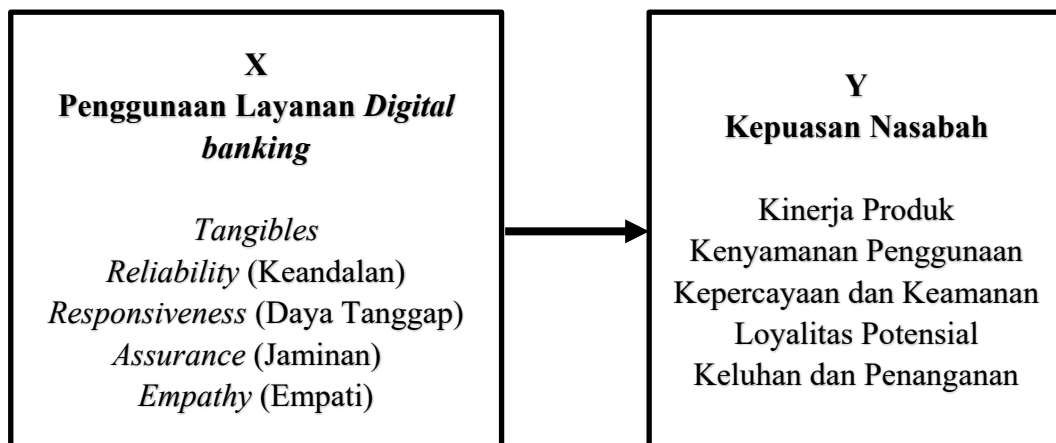 X
Penggunaan Layanan Digital
banking
Tangibles
Reliability (Keandalan)
Responsiveness (Daya Tanggap)
Assurance (Jaminan)
Empathy (Empati)
Y
Kepuasan Nasabah
Kinerja Produk
Kenyamanan Penggunaan
Kepercayaan dan Keamanan
Loyalitas Potensial
Keluhan dan Penanganan